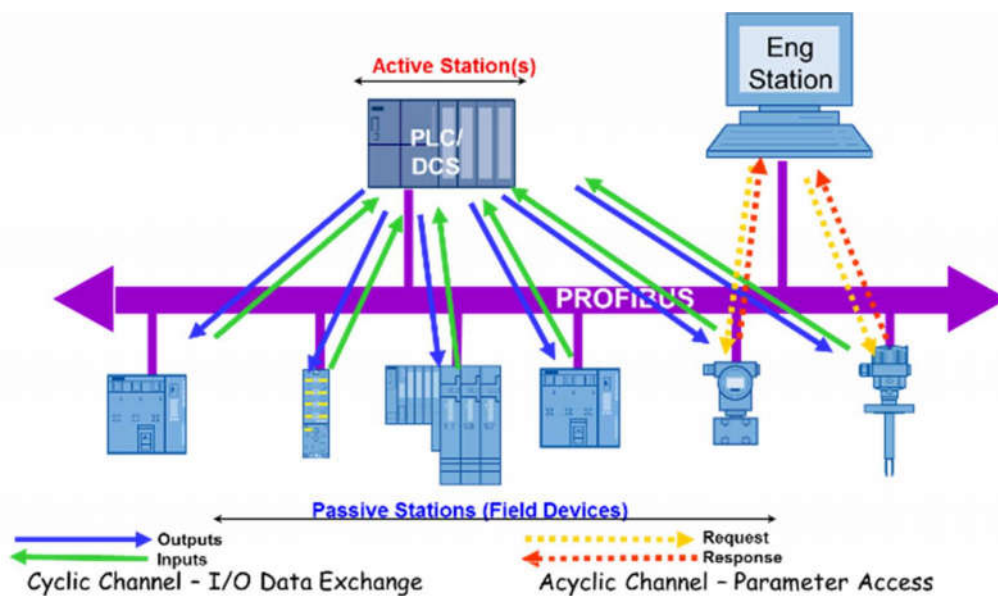 Eng
Station
Active Station(s)
PLC/
DCS
PROFIBUS
Passive Stations (Field Devices)
Outputs
Inputs
Cyclic Channel - I/O Data Exchange
Request
Response
Acyclic Channel - Parameter Access